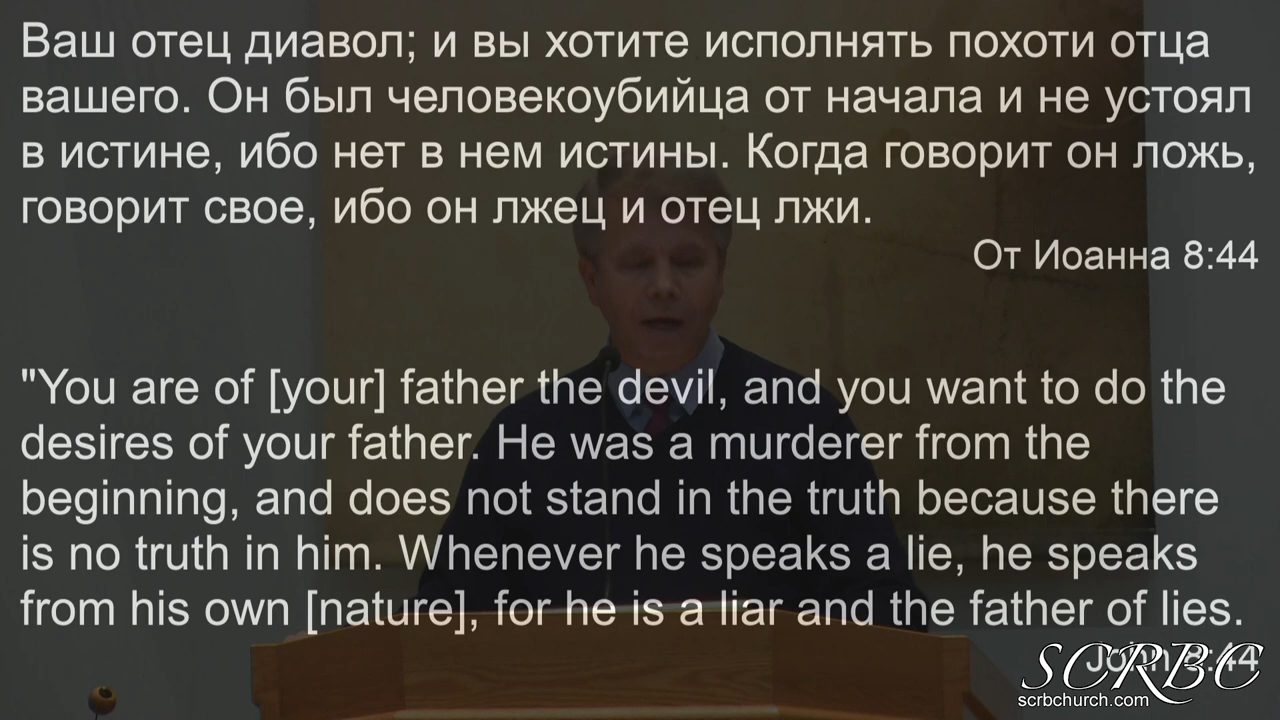 Ваш отец диавол; и вы хотите исполнять похоти отца
вашего. Он был человекоубийца от начала и не устоял
в истине, ибо нет в нем истины. Когда говорит он ложь,
говорит свое, ибо он лжец и отец лжи.
От Иоанна 8:44
"You are of [your] father the devil, and you want to do the
desires of your father. He was a murderer from the
beginning, and does not stand in the truth because there
is no truth in him. Whenever he speaks a lie, he speaks
from his own [nature], for he is a liar and the father of lies.
John 8:44
SCRBC
scrbchurch.com